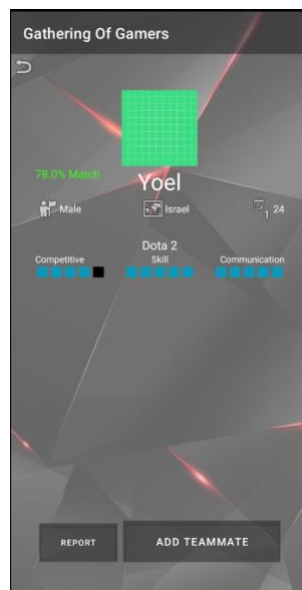 Gathering Of Gamers
78.0% Match
Yoel
Male
Israel
24
Dota 2
Competitive
Skill
Communication
REPORT
ADD TEAMMATE